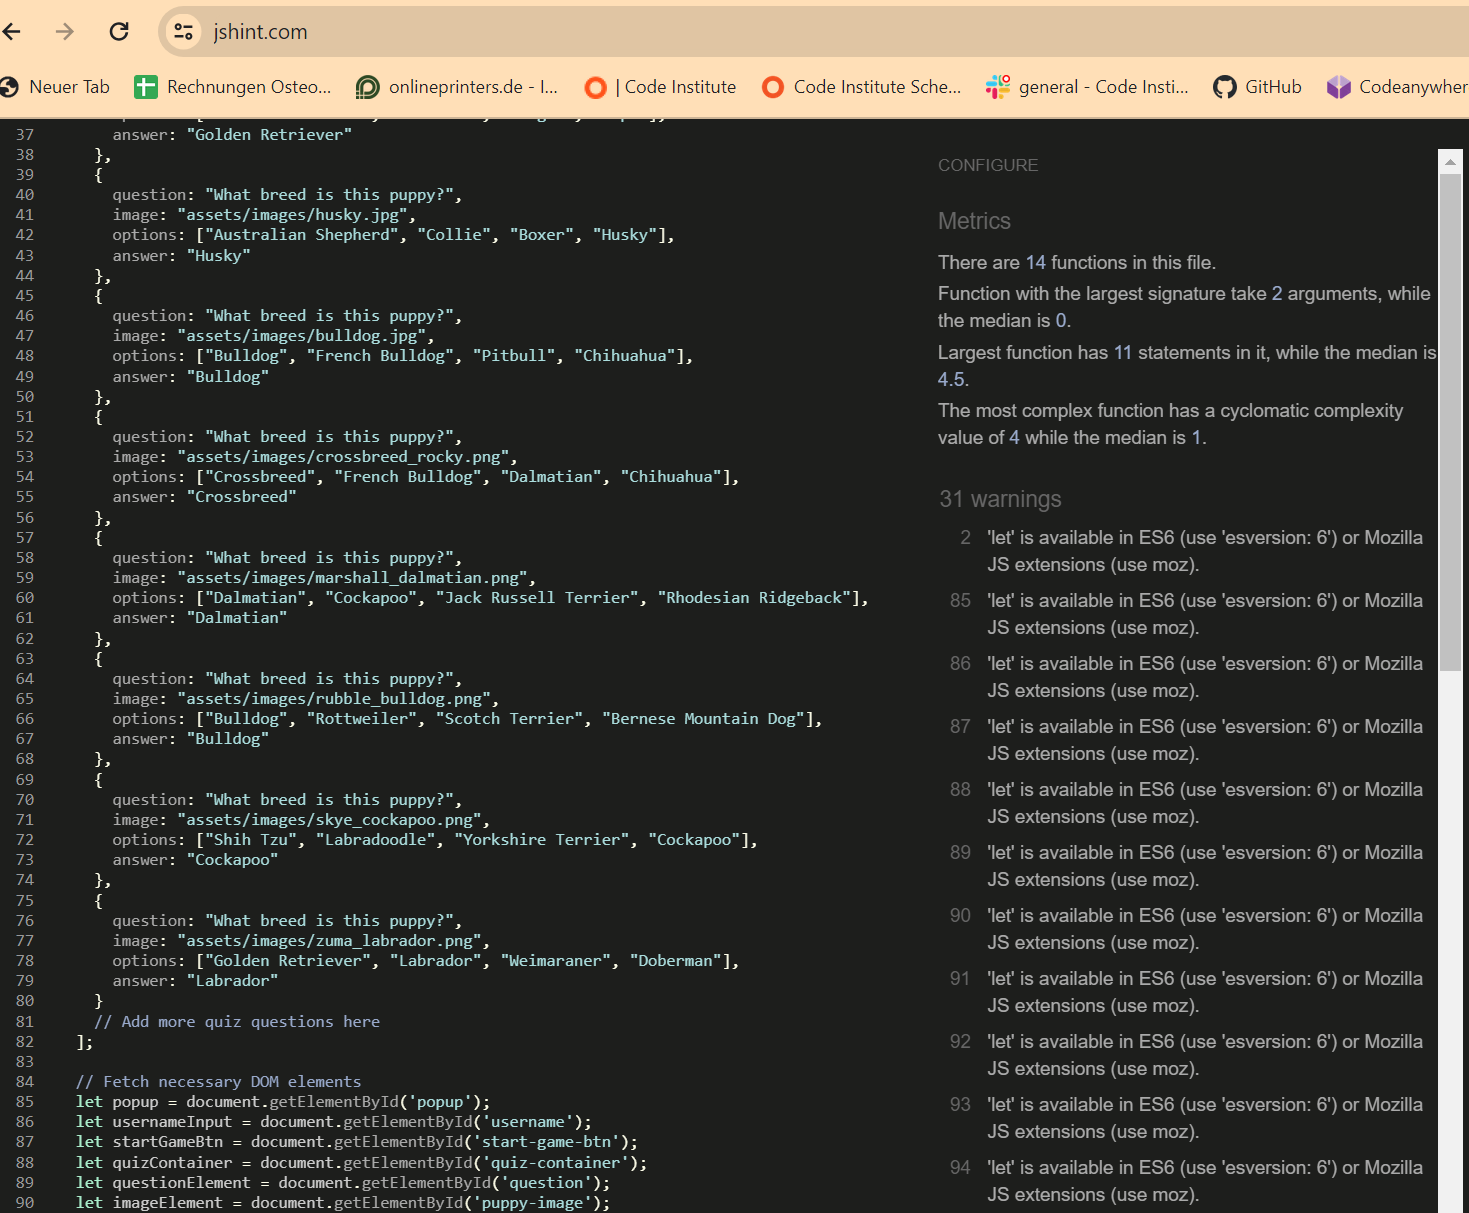 jshint.com
Neuer Tab
Rechnungen Osteo...
onlineprinters.de - I...
| Code Institute
Code Institute Sche...
general - Code Insti...
GitHub
Codeanywher
37 answer: "Golden Retriever"
38 },
39 {
40 question: "What breed is this puppy?",
41 image: "assets/images/husky.jpg",
42 options: ["Australian Shepherd", "Collie", "Boxer", "Husky"],
43 answer: "Husky"
44 },
45 {
46 question: "What breed is this puppy?",
47 image: "assets/images/bulldog.jpg",
48 options: ["Bulldog", "French Bulldog", "Pitbull", "Chihuahua"],
49 answer: "Bulldog"
50 },
51 {
52 question: "What breed is this puppy?",
53 image: "assets/images/crossbreed_rocky.png",
54 options: ["Crossbreed", "French Bulldog", "Dalmatian", "Chihuahua"],
55 answer: "Crossbreed"
56 },
57 {
58 question: "What breed is this puppy?",
59 image: "assets/images/marshall_dalmatian.png",
60 options: ["Dalmatian", "Cockapoo", "Jack Russell Terrier", "Rhodesian Ridgeback"],
61 answer: "Dalmatian"
62 },
63 {
64 question: "What breed is this puppy?",
65 image: "assets/images/rubble_bulldog.png",
66 options: ["Bulldog", "Rottweiler", "Scotch Terrier", "Bernese Mountain Dog"],
67 answer: "Bulldog"
68 },
69 {
70 question: "What breed is this puppy?",
71 image: "assets/images/skye_cockapoo.png",
72 options: ["Shih Tzu", "Labradoodle", "Yorkshire Terrier", "Cockapoo"],
73 answer: "Cockapoo"
74 },
75 {
76 question: "What breed is this puppy?",
77 image: "assets/images/zuma_labrador.png",
78 options: ["Golden Retriever", "Labrador", "Weimaraner", "Doberman"],
79 answer: "Labrador"
80 }
81 // Add more quiz questions here
82 ];
83
84 // Fetch necessary DOM elements
85 let popup = document.getElementById('popup');
86 let usernameInput = document.getElementById('username');
87 let startGameBtn = document.getElementById('start-game-btn');
88 let quizContainer = document.getElementById('quiz-container');
89 let questionElement = document.getElementById('question');
90 let imageElement = document.getElementById('puppy-image');
CONFIGURE
Metrics
There are 14 functions in this file.
Function with the largest signature take 2 arguments, while
the median is 0.
Largest function has 11 statements in it, while the median is
4.5.
The most complex function has a cyclomatic complexity
value of 4 while the median is 1.
31 warnings
2 'let' is available in ES6 (use 'esversion: 6') or Mozilla
JS extensions (use moz).
85 'let' is available in ES6 (use 'esversion: 6') or Mozilla
JS extensions (use moz).
86 'let' is available in ES6 (use 'esversion: 6') or Mozilla
JS extensions (use moz).
87 'let' is available in ES6 (use 'esversion: 6') or Mozilla
JS extensions (use moz).
88 'let' is available in ES6 (use 'esversion: 6') or Mozilla
JS extensions (use moz).
89 'let' is available in ES6 (use 'esversion: 6') or Mozilla
JS extensions (use moz).
90 'let' is available in ES6 (use 'esversion: 6') or Mozilla
JS extensions (use moz).
91 'let' is available in ES6 (use 'esversion: 6') or Mozilla
JS extensions (use moz).
92 'let' is available in ES6 (use 'esversion: 6') or Mozilla
JS extensions (use moz).
93 'let' is available in ES6 (use 'esversion: 6') or Mozilla
JS extensions (use moz).
94 'let' is available in ES6 (use 'esversion: 6') or Mozilla
JS extensions (use moz).